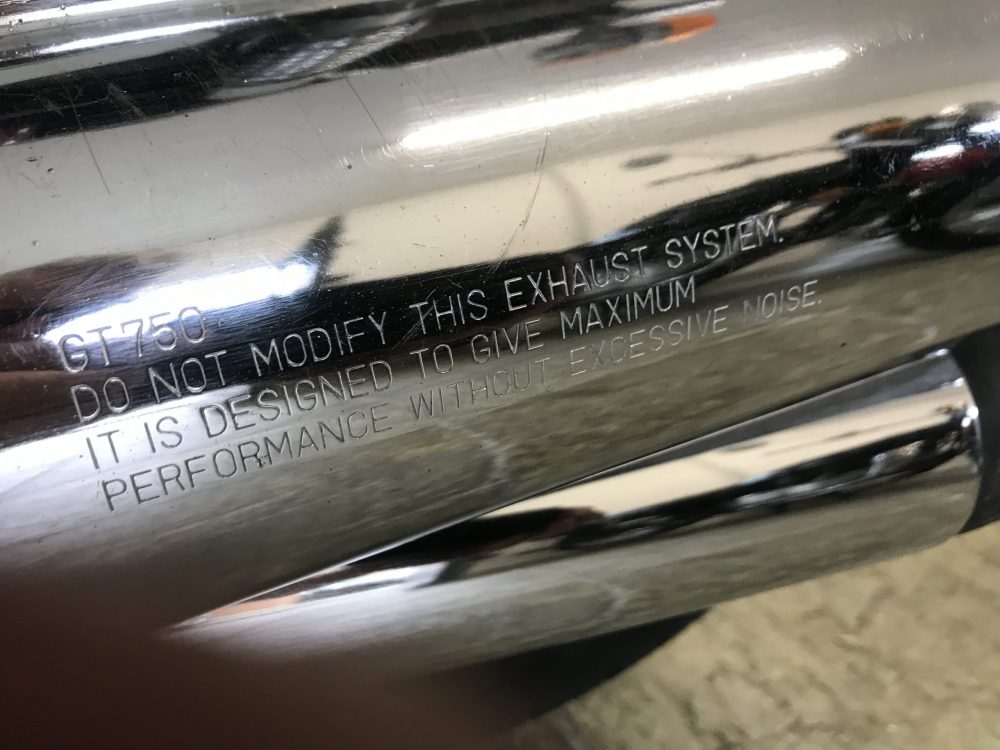 GT750
DO NOT MODIFY THIS EXHAUST SYSTEM.
IT IS DESIGNED TO GIVE MAXIMUM
PERFORMANCE WITHOUT EXCESSIVE NOISE.